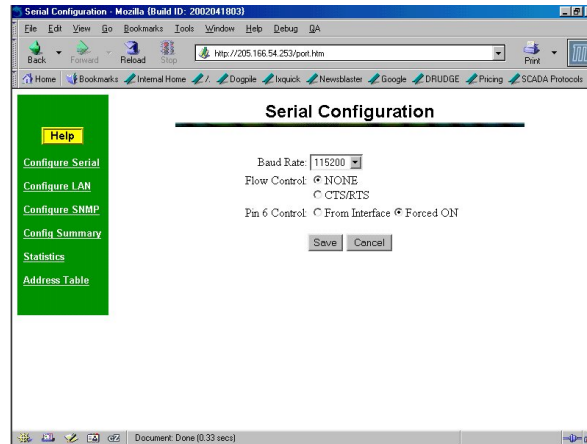 Serial Configuration - Mozilla {Build ID: 2002041803}
File Edit View Go Bookmarks Tools Window Help Debug QA
Back Forward Reload Stop http://205.166.54.253/port.htm Print
Home Bookmarks Internal Home /. Dogpile Ixquick Newsblaster Google DRUDGE Pricing SCADA Protocols
Serial Configuration
Help
Configure Serial
Configure LAN
Configure SNMP
Config Summary
Statistics
Address Table
Baud Rate: 115200
Flow Control: NONE
CTS/RTS
Pin 6 Control: From Interface Forced ON
Save Cancel
Document: Done (0.33 secs)